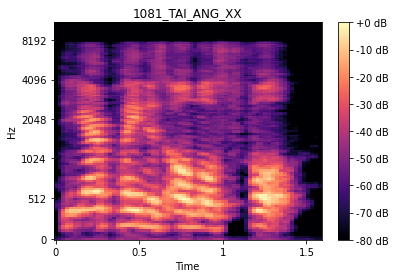 1081_TAI_ANG_XX
8192
4096
2048
1024
512
0
Hz
0
0.5
1
1.5
Time
+0 dB
-10 dB
-20 dB
-30 dB
-40 dB
-50 dB
-60 dB
-70 dB
-80 dB